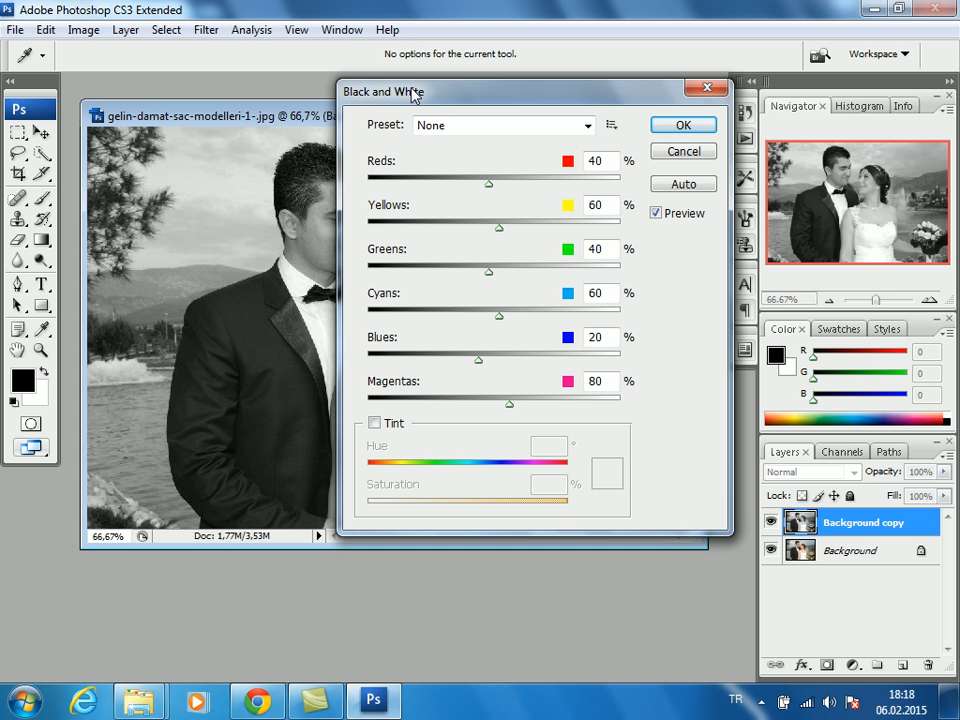 Adobe Photoshop CS3 Extended
File Edit Image Layer Select Filter Analysis View Window Help
No options for the current tool.
Workspace
Ps
gelin-damat-sac-modelleri-1-.jpg @ 66,7%
Black and White
Preset: None
OK
Cancel
Auto
Preview
Reds: 40 %
Yellows: 60 %
Greens: 40 %
Cyans: 60 %
Blues: 20 %
Magentas: 80 %
Tint
Hue °
Saturation %
66,67% Doc: 1,77M/3,53M
Navigator Histogram Info
66.67%
Color Swatches Styles
R 0
G 0
B 0
Layers Channels Paths
Normal Opacity: 100%
Lock: Fill: 100%
Background copy
Background
Ps
TR
18:18
06.02.2015